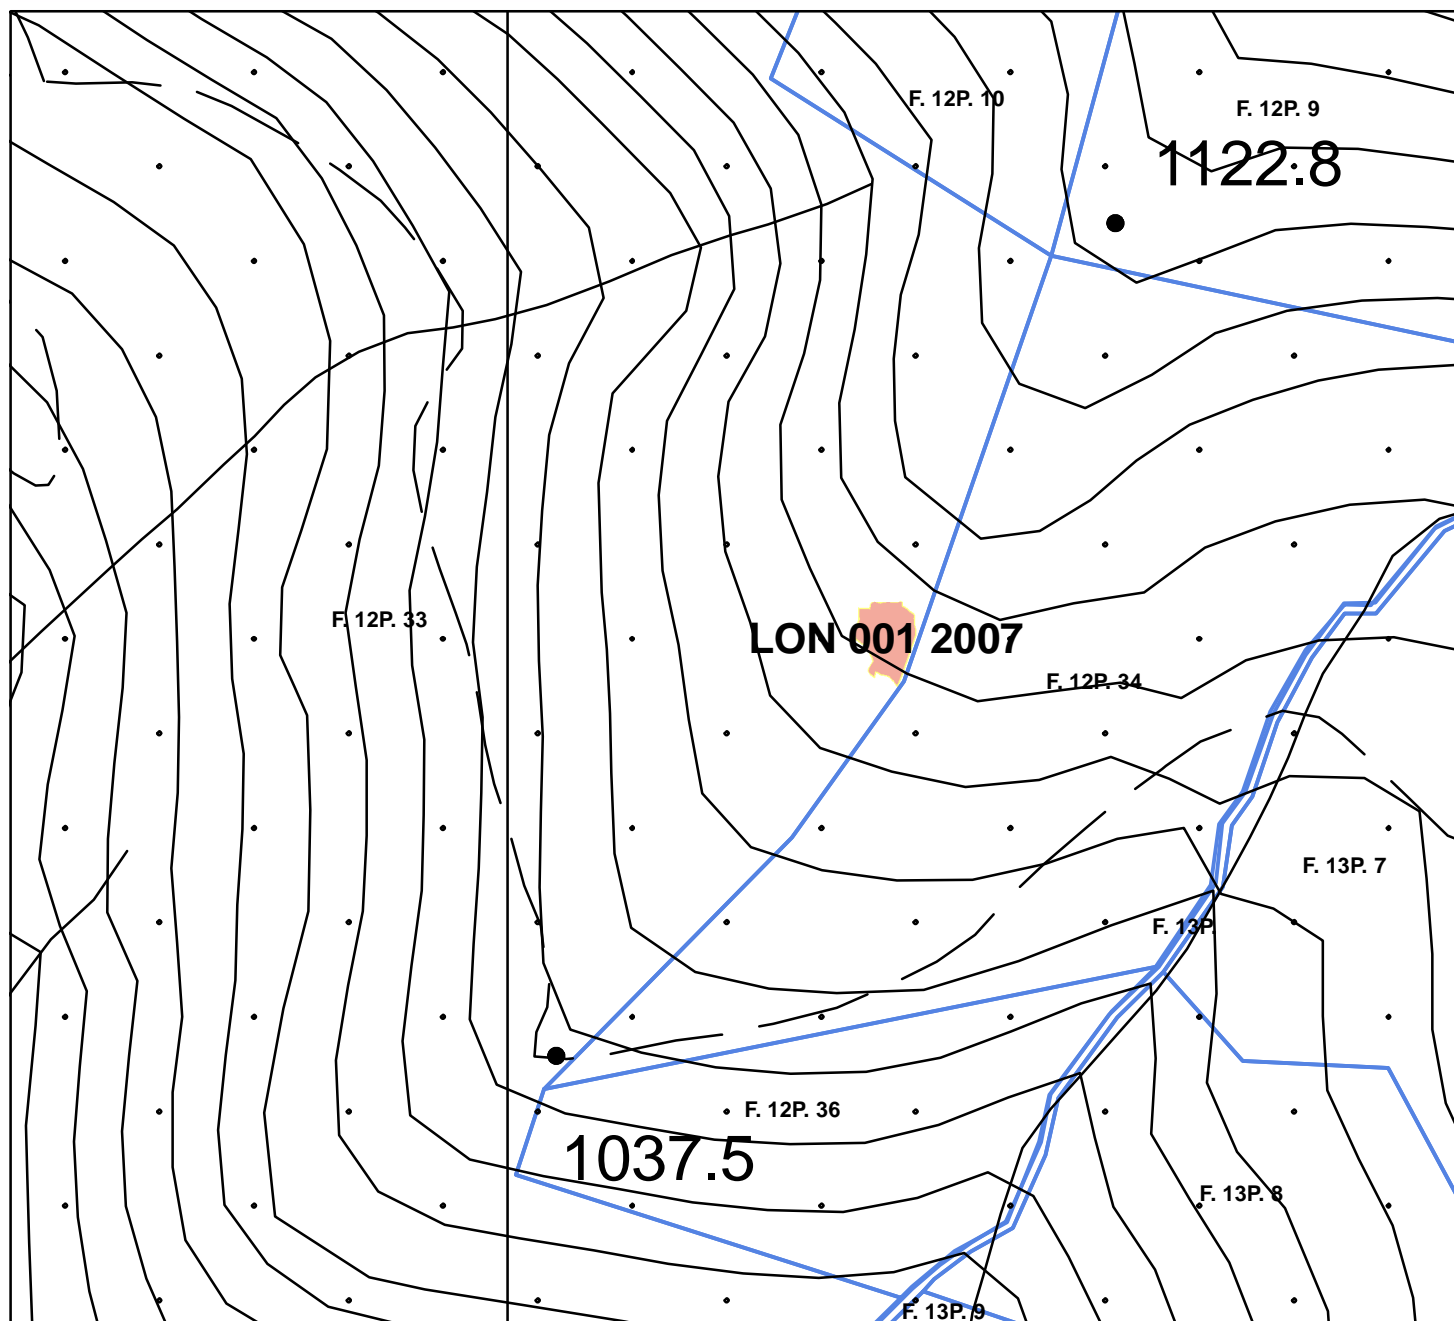 F. 12P. 10
F. 12P. 9
1122.8
F. 12P. 33
LON 001 2007
F. 12P. 34
F. 13P. 7
F. 13P.
F. 12P. 36
1037.5
F. 13P. 8
F. 13P. 9